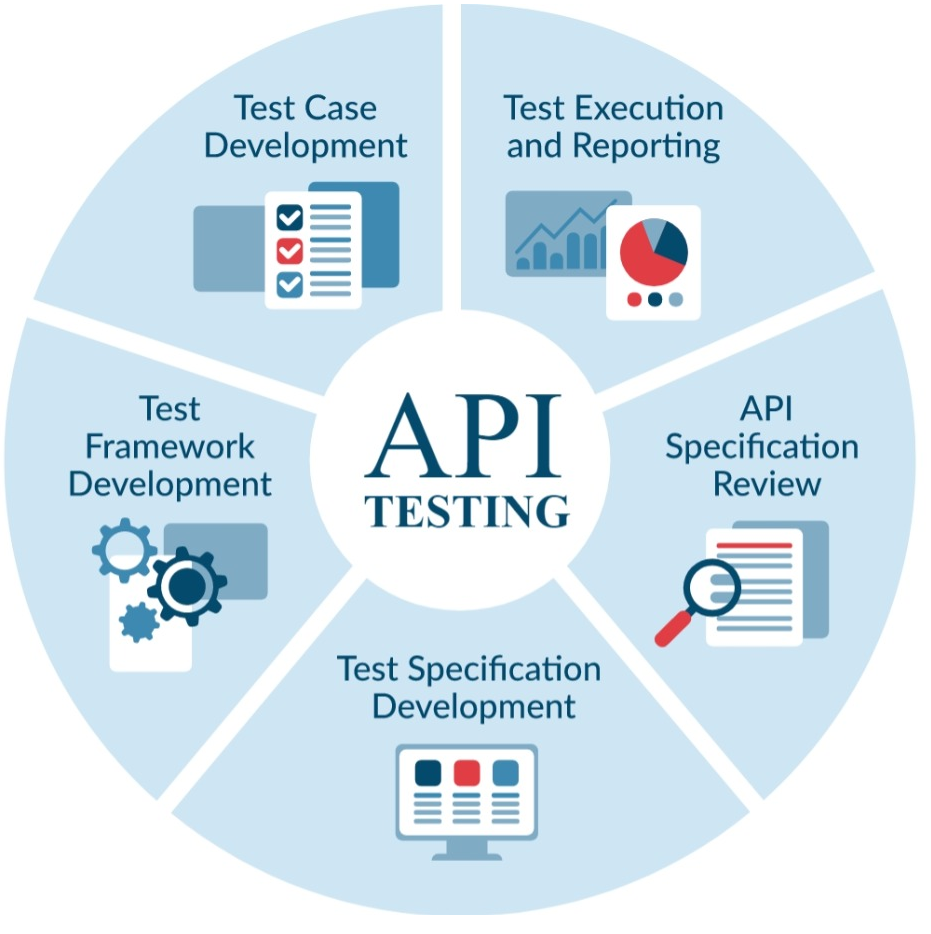 Test Case
Development
Test Execution
and Reporting
Test
Framework
Development
API
TESTING
API
Specification
Review
Test Specification
Development